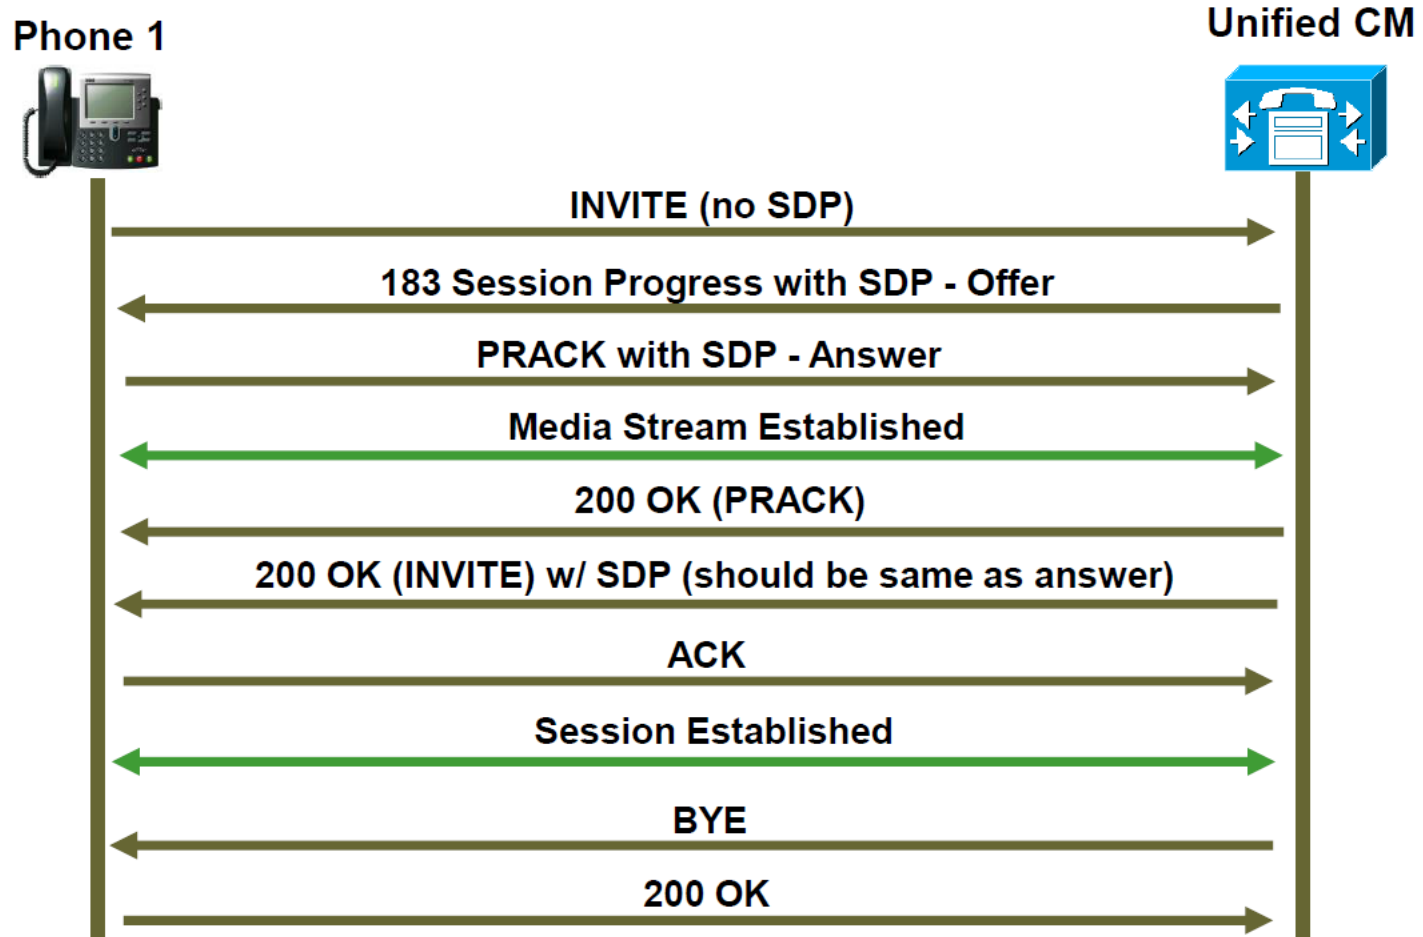 Phone 1
Unified CM
INVITE (no SDP)
183 Session Progress with SDP - Offer
PRACK with SDP - Answer
Media Stream Established
200 OK (PRACK)
200 OK (INVITE) w/ SDP (should be same as answer)
ACK
Session Established
BYE
200 OK